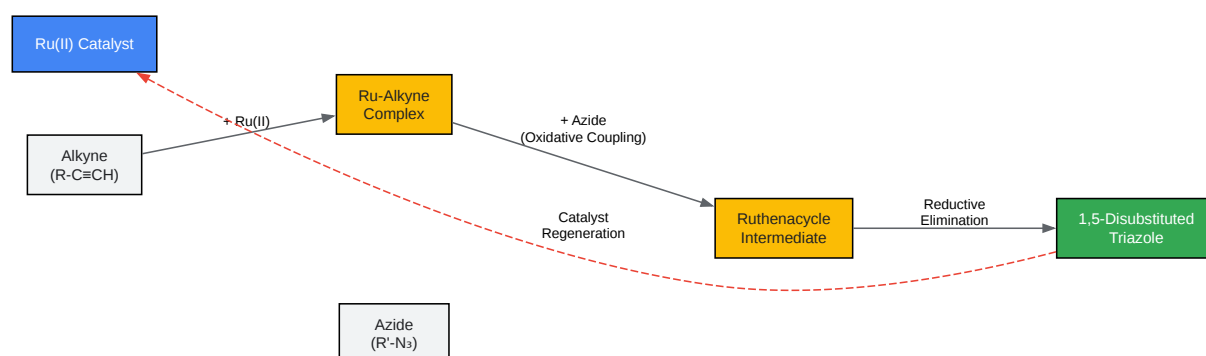 Ru(II) Catalyst
Alkyne
(R-C≡CH)
+ Ru(II)
Ru-Alkyne
Complex
+ Azide
(Oxidative Coupling)
Ruthenacycle
Intermediate
Reductive
Elimination
1,5-Disubstituted
Triazole
Catalyst
Regeneration
Azide
(R'-N₃)